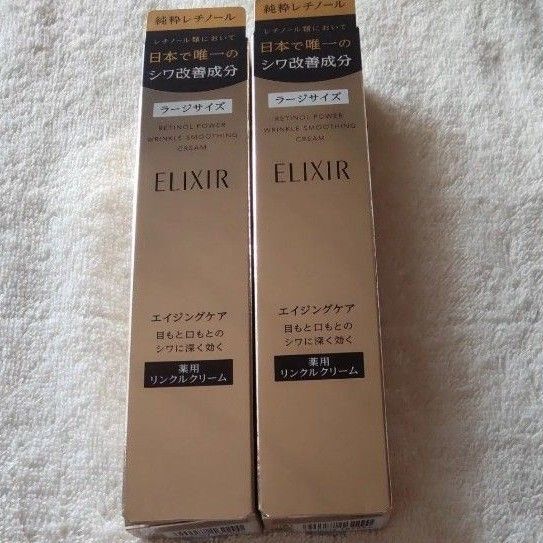 純粋レチノール
レチノール類において
日本で唯一の
シワ改善成分
ラージサイズ
RETINOL POWER
WRINKLE SMOOTHING
CREAM
ELIXIR
エイジングケア
目もと口もとの
シワに深く効く
薬用
リンクルクリーム
純粋レチノール
レチノール類において
日本で唯一の
シワ改善成分
ラージサイズ
RETINOL POWER
WRINKLE SMOOTHING
CREAM
ELIXIR
エイジングケア
目もと口もとの
シワに深く効く
薬用
リンクルクリーム